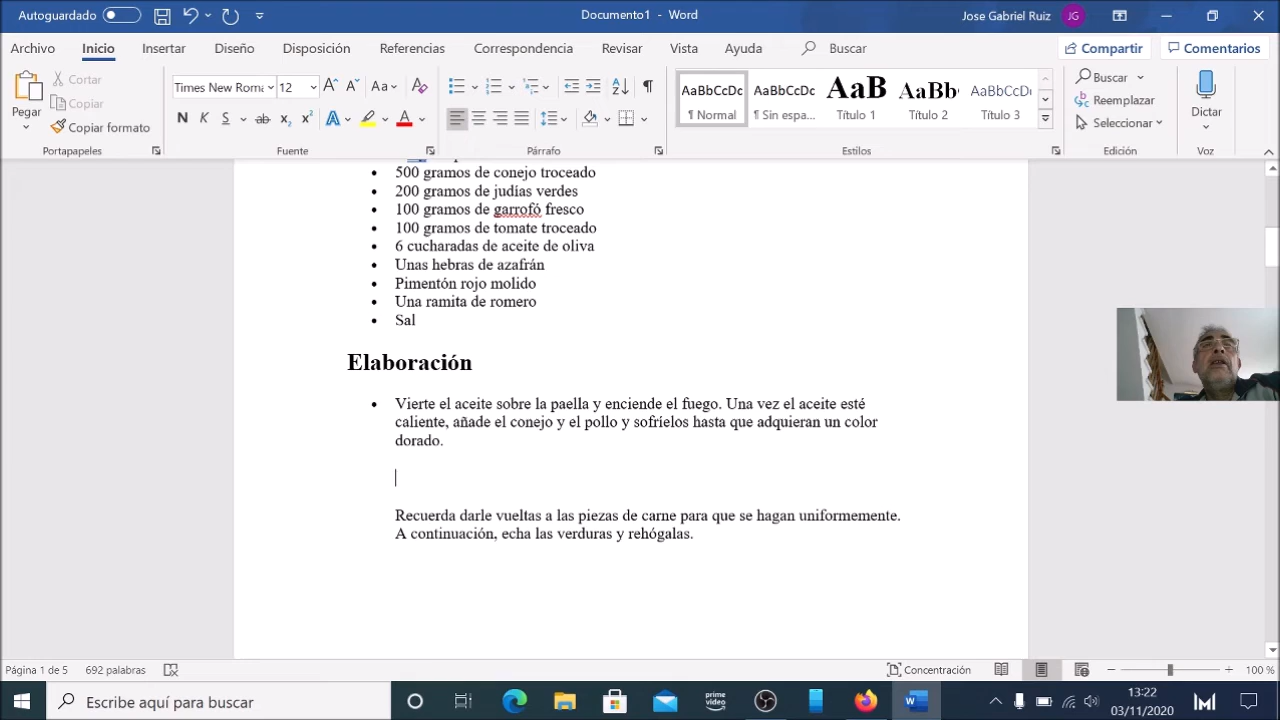 Autoguardado
Documento1 - Word
Jose Gabriel Ruiz
JG
Archivo
Inicio
Insertar
Diseño
Disposición
Referencias
Correspondencia
Revisar
Vista
Ayuda
Buscar
Compartir
Comentarios
Pegar
Cortar
Copiar
Copiar formato
Portapapeles
Times New Roma
12
Aa
N K S ab x₂ x²
Fuente
Párrafo
AaBbCcDc
¶ Normal
AaBbCcDc
¶ Sin espa...
AaB
Título 1
AaBb
Título 2
AaBbCcD
Título 3
Estilos
Buscar
Reemplazar
Seleccionar
Edición
Dictar
Voz
500 gramos de conejo troceado
200 gramos de judías verdes
100 gramos de garrofó fresco
100 gramos de tomate troceado
6 cucharadas de aceite de oliva
Unas hebras de azafrán
Pimentón rojo molido
Una ramita de romero
Sal
Elaboración
Vierte el aceite sobre la paella y enciende el fuego. Una vez el aceite esté
caliente, añade el conejo y el pollo y sofríelos hasta que adquieran un color
dorado.
Recuerda darle vueltas a las piezas de carne para que se hagan uniformemente.
A continuación, echa las verduras y rehógalas.
Página 1 de 5
692 palabras
Concentración
100 %
Escribe aquí para buscar
prime
video
13:22
03/11/2020